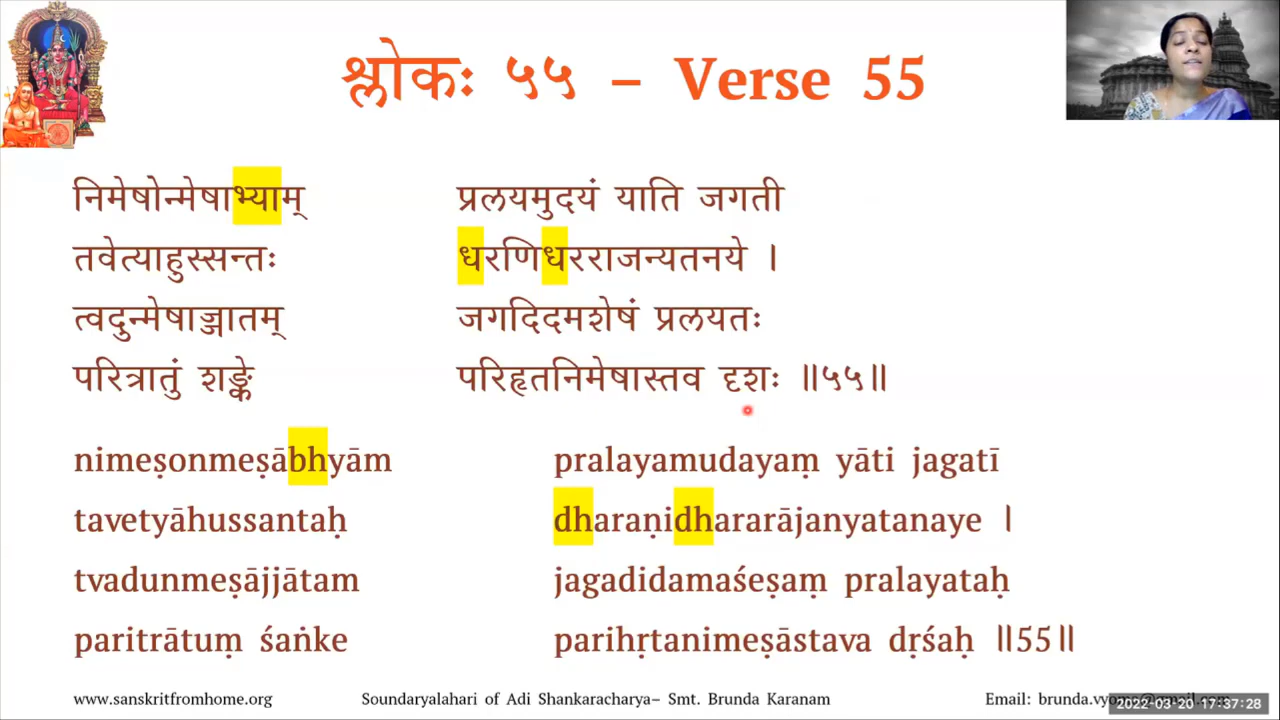 श्लोकः ५५ – Verse 55
निमेषोन्मेषाभ्याम् प्रलयमुदयं याति जगती
तवेत्याहुस्सन्तः धरणिधरराजन्यतनये ।
त्वदुन्मेषाज्जातम् जगदिदमशेषं प्रलयतः
परित्रातुं शङ्के परिहृतनिमेषास्तव दृशः ॥५५॥
nimeṣonmeṣābhyām pralayamudayaṃ yāti jagatī
tavetyāhussantaḥ dharaṇidhararājanyatanaye ।
tvadunmeṣājjātam jagadidamaśeṣaṃ pralayataḥ
paritrātuṃ śaṅke parihṛtanimeṣāstava dṛśaḥ ॥55॥
www.sanskritfromhome.org Soundaryalahari of Adi Shankaracharya– Smt. Brunda Karanam Email:
2022-03-20 17:37:28